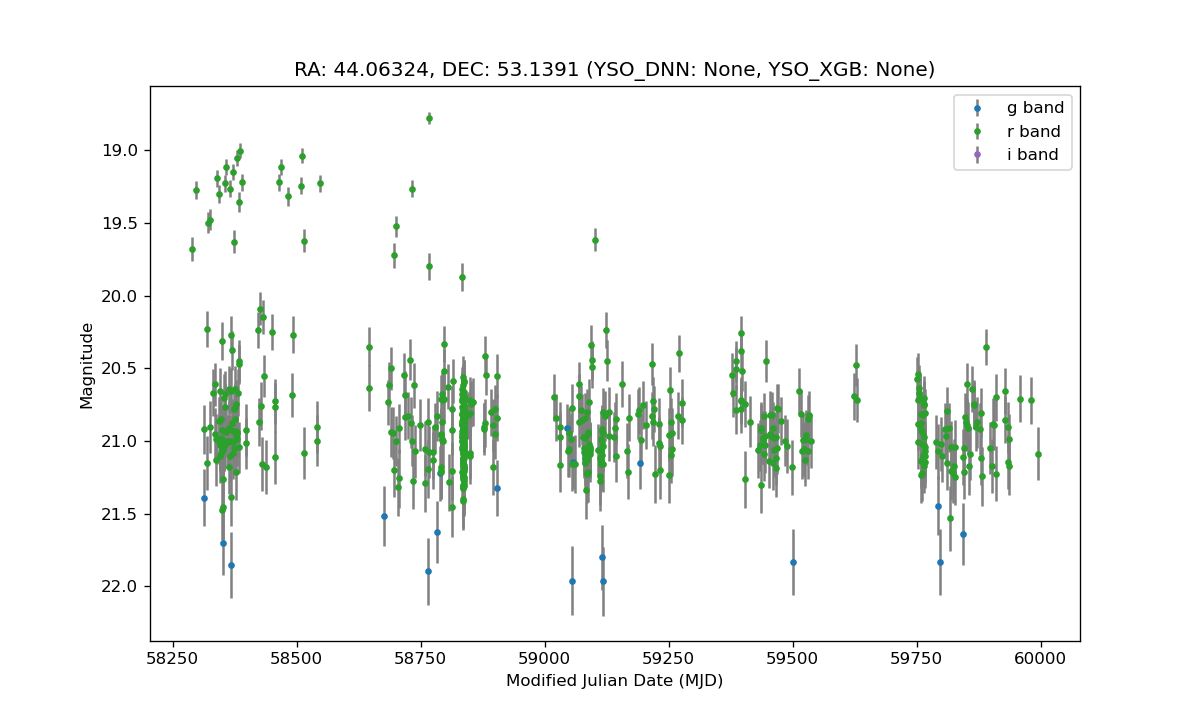 RA: 44.06324, DEC: 53.1391 (YSO_DNN: None, YSO_XGB: None)
g band
r band
i band
Magnitude
19.0
19.5
20.0
20.5
21.0
21.5
22.0
58250 58500 58750 59000 59250 59500 59750 60000
Modified Julian Date (MJD)